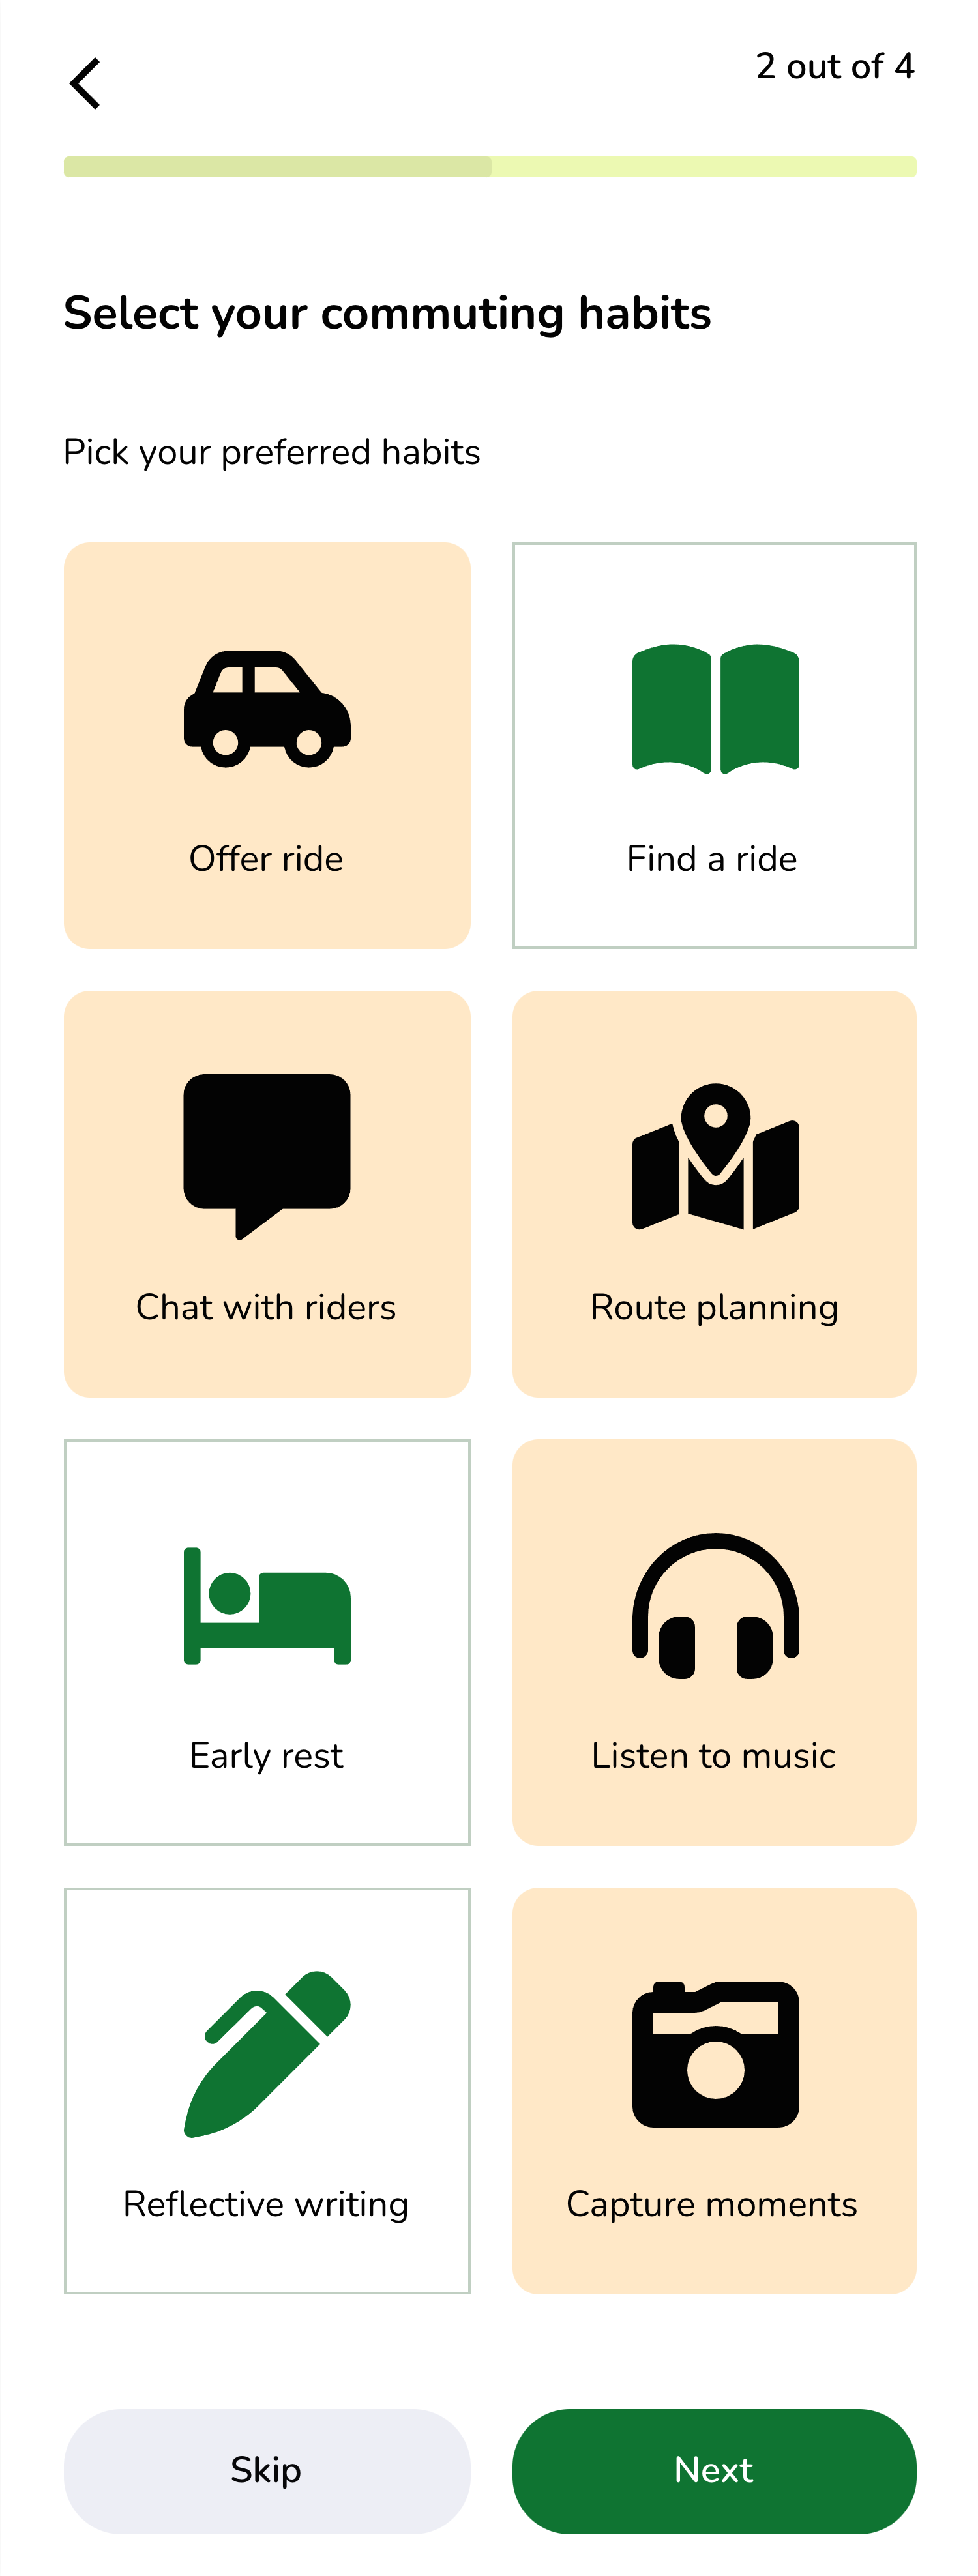 2 out of 4
Select your commuting habits
Pick your preferred habits
Offer ride
Find a ride
Chat with riders
Route planning
Early rest
Listen to music
Reflective writing
Capture moments
Skip
Next